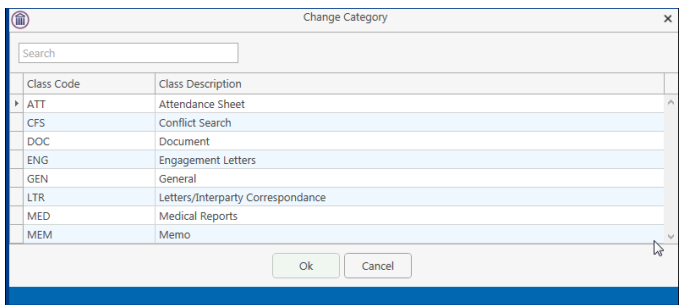 Change Category
Search
Class Code Class Description
ATT Attendance Sheet
CFS Conflict Search
DOC Document
ENG Engagement Letters
GEN General
LTR Letters/Interparty Correspondance
MED Medical Reports
MEM Memo
Ok Cancel